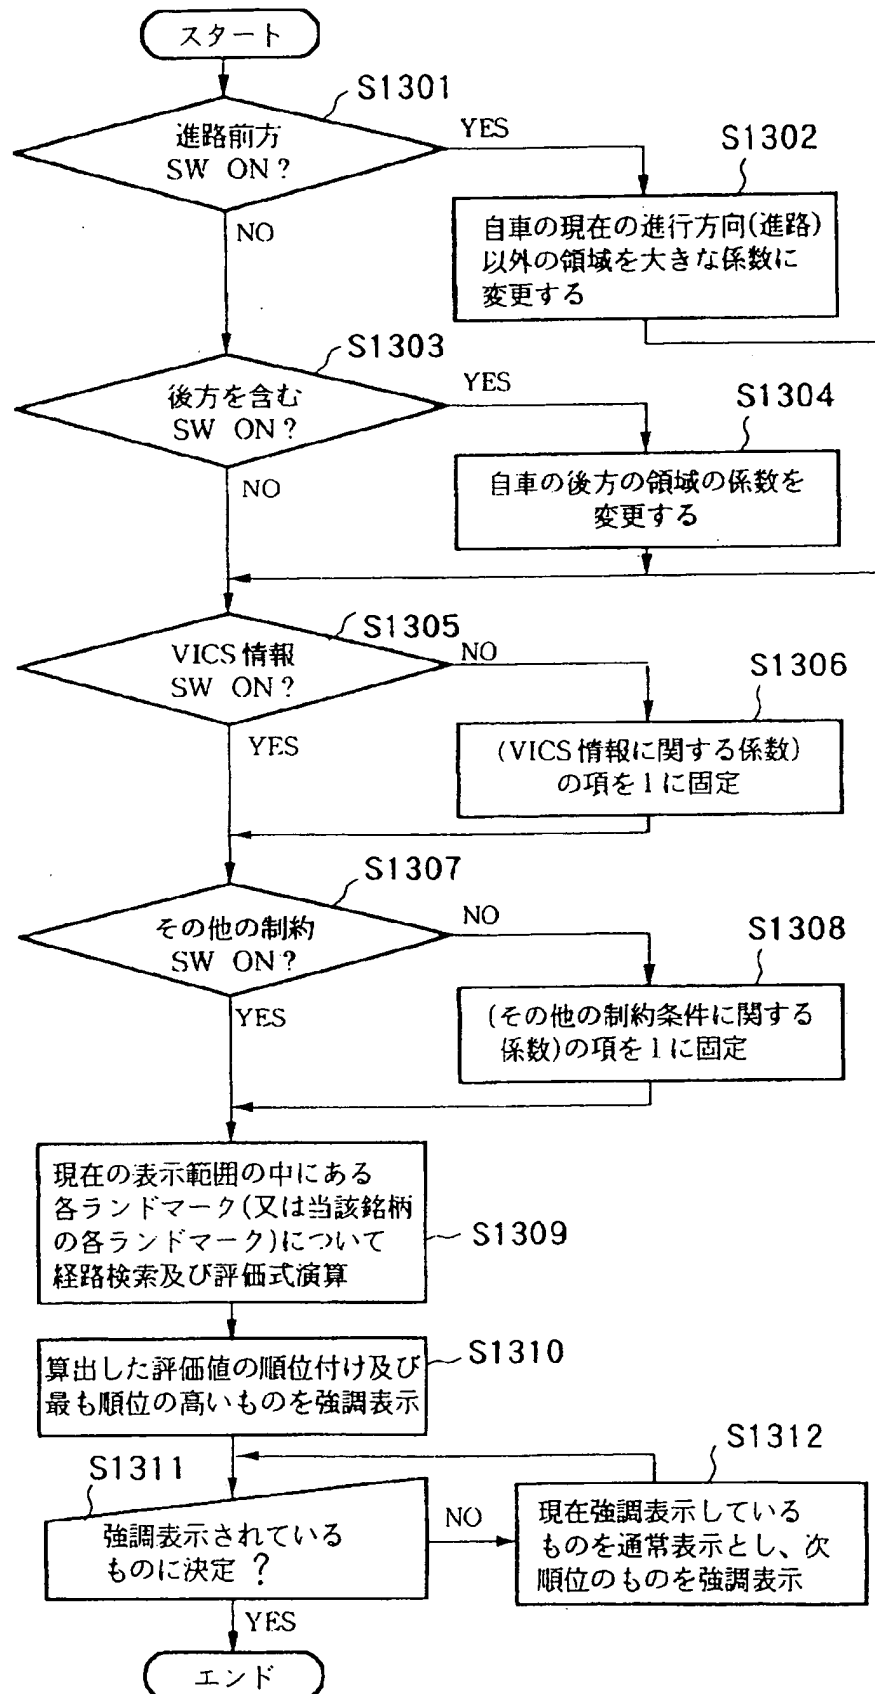 スタート
S1301
進路前方
SW ON?
YES
NO
S1302
自車の現在の進行方向(進路)
以外の領域を大きな係数に
変更する
S1303
後方を含む
SW ON?
YES
NO
S1304
自車の後方の領域の係数を
変更する
S1305
VICS情報
SW ON?
NO
YES
S1306
(VICS情報に関する係数)
の項を1に固定
S1307
その他の制約
SW ON?
NO
YES
S1308
(その他の制約条件に関する
係数)の項を1に固定
現在の表示範囲の中にある
各ランドマーク(又は当該銘柄
の各ランドマーク)について
経路検索及び評価式演算
S1309
算出した評価値の順位付け及び
最も順位の高いものを強調表示
S1310
S1311
強調表示されている
ものに決定?
NO
YES
S1312
現在強調表示している
ものを通常表示とし、次
順位のものを強調表示
エンド